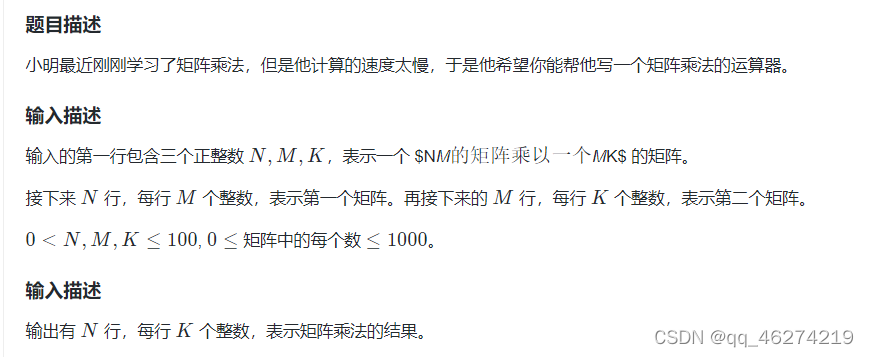 题目描述
小明最近刚刚学习了矩阵乘法，但是他计算的速度太慢，于是他希望你能帮他写一个矩阵乘法的运算器。
输入描述
输入的第一行包含三个正整数 N, M, K，表示一个 $NM的矩阵乘以一个MK$ 的矩阵。
接下来 N 行，每行 M 个整数，表示第一个矩阵。再接下来的 M 行，每行 K 个整数，表示第二个矩阵。
0 < N, M, K ≤ 100, 0 ≤ 矩阵中的每个数 ≤ 1000。
输入描述
输出有 N 行，每行 K 个整数，表示矩阵乘法的结果。
CSDN @qq_46274219